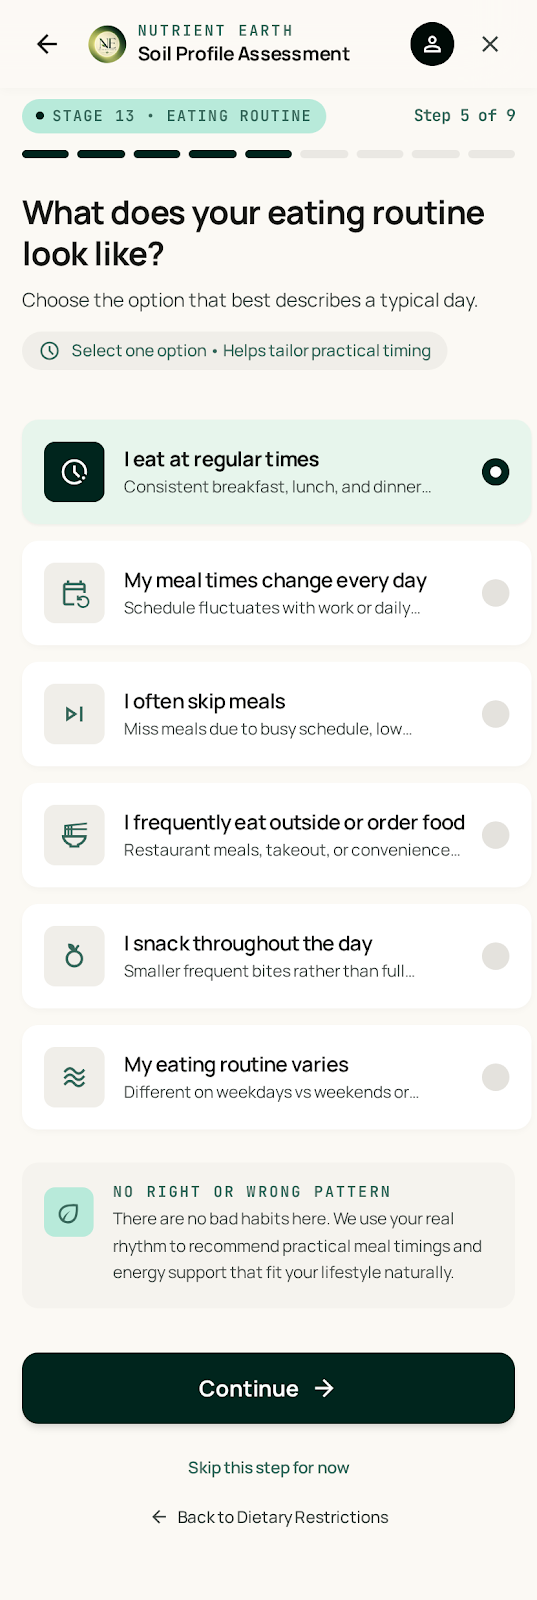 NUTRIENT EARTH
Soil Profile Assessment
STAGE 13 • EATING ROUTINE
Step 5 of 9
What does your eating routine
look like?
Choose the option that best describes a typical day.
Select one option • Helps tailor practical timing
I eat at regular times
Consistent breakfast, lunch, and dinner...
My meal times change every day
Schedule fluctuates with work or daily...
I often skip meals
Miss meals due to busy schedule, low...
I frequently eat outside or order food
Restaurant meals, takeout, or convenience...
I snack throughout the day
Smaller frequent bites rather than full...
My eating routine varies
Different on weekdays vs weekends or...
NO RIGHT OR WRONG PATTERN
There are no bad habits here. We use your real
rhythm to recommend practical meal timings and
energy support that fit your lifestyle naturally.
Continue
Skip this step for now
Back to Dietary Restrictions